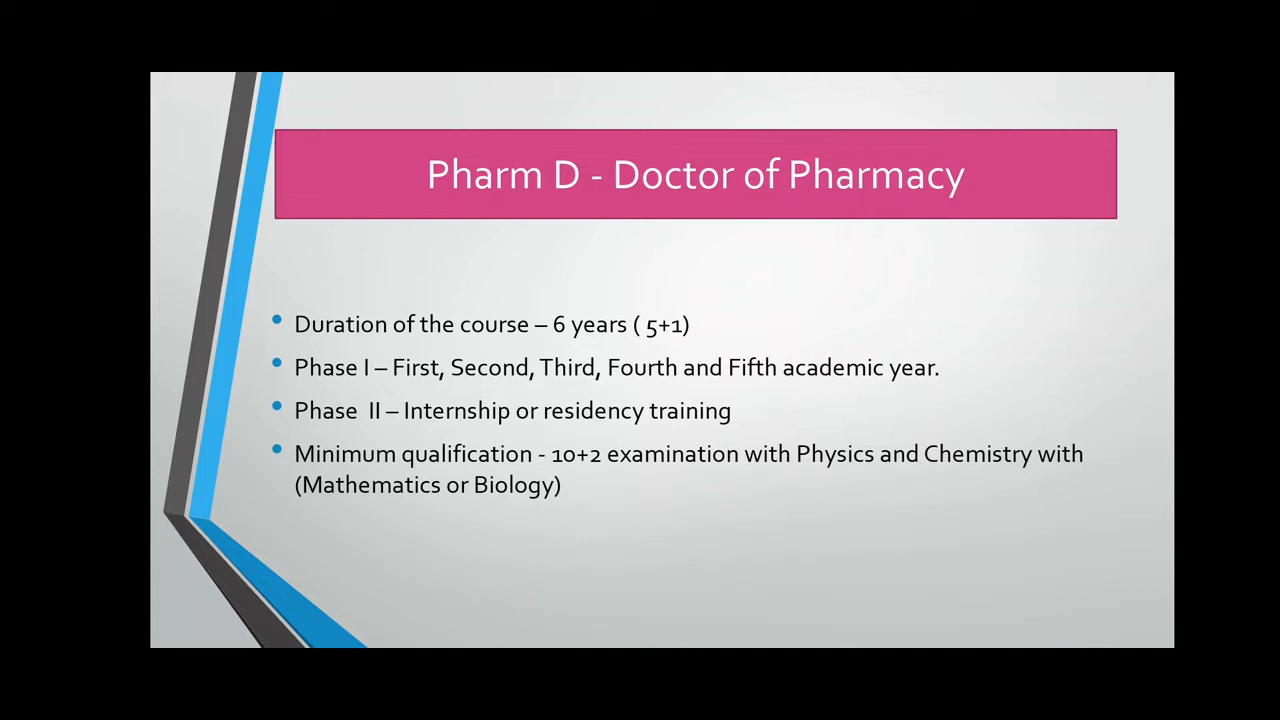 Pharm D - Doctor of Pharmacy
• Duration of the course – 6 years ( 5+1)
• Phase I – First, Second, Third, Fourth and Fifth academic year.
• Phase  II – Internship or residency training
• Minimum qualification - 10+2 examination with Physics and Chemistry with
(Mathematics or Biology)